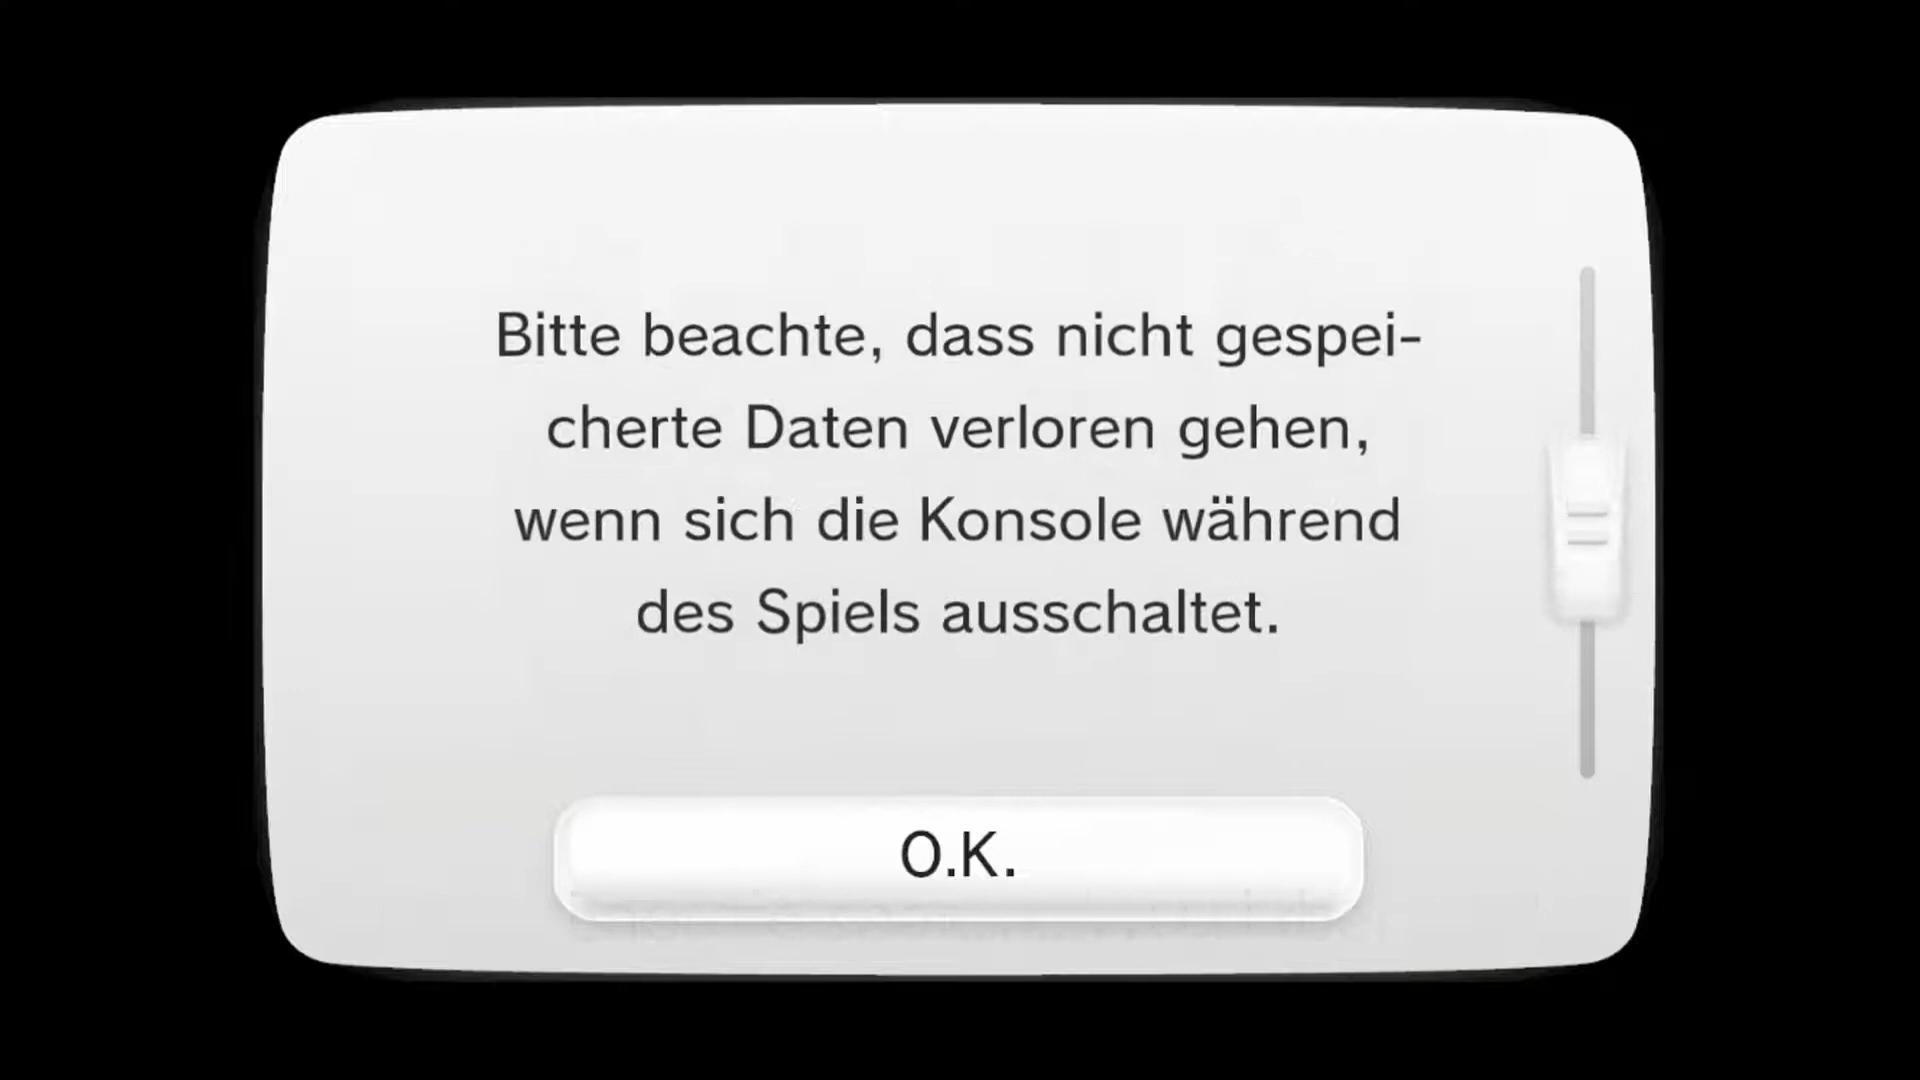 Bitte beachte, dass nicht gespei-
cherte Daten verloren gehen,
wenn sich die Konsole während
des Spiels ausschaltet.
O.K.